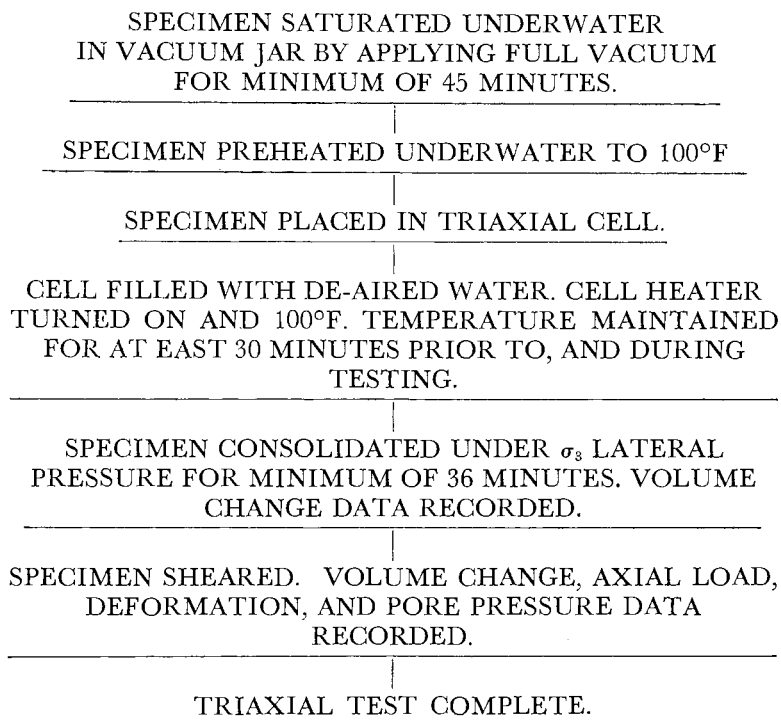 SPECIMEN SATURATED UNDERWATER
IN VACUUM JAR BY APPLYING FULL VACUUM
FOR MINIMUM OF 45 MINUTES.
SPECIMEN PREHEATED UNDERWATER TO 100°F
SPECIMEN PLACED IN TRIAXIAL CELL.
CELL FILLED WITH DE-AIRED WATER. CELL HEATER
TURNED ON AND 100°F. TEMPERATURE MAINTAINED
FOR AT EAST 30 MINUTES PRIOR TO, AND DURING
TESTING.
SPECIMEN CONSOLIDATED UNDER σ₃ LATERAL
PRESSURE FOR MINIMUM OF 36 MINUTES. VOLUME
CHANGE DATA RECORDED.
SPECIMEN SHEARED. VOLUME CHANGE, AXIAL LOAD,
DEFORMATION, AND PORE PRESSURE DATA
RECORDED.
TRIAXIAL TEST COMPLETE.